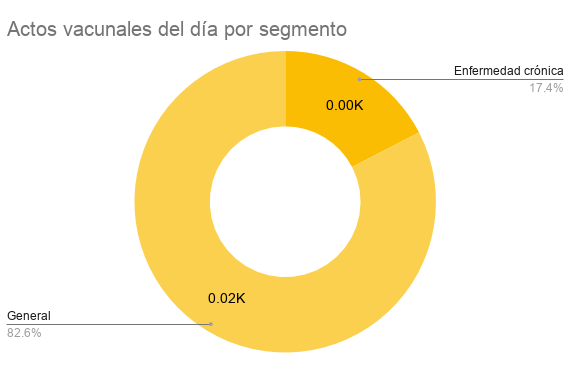 Actos vacunales del día por segmento
Enfermedad crónica
17.4%
0.00K
0.02K
General
82.6%